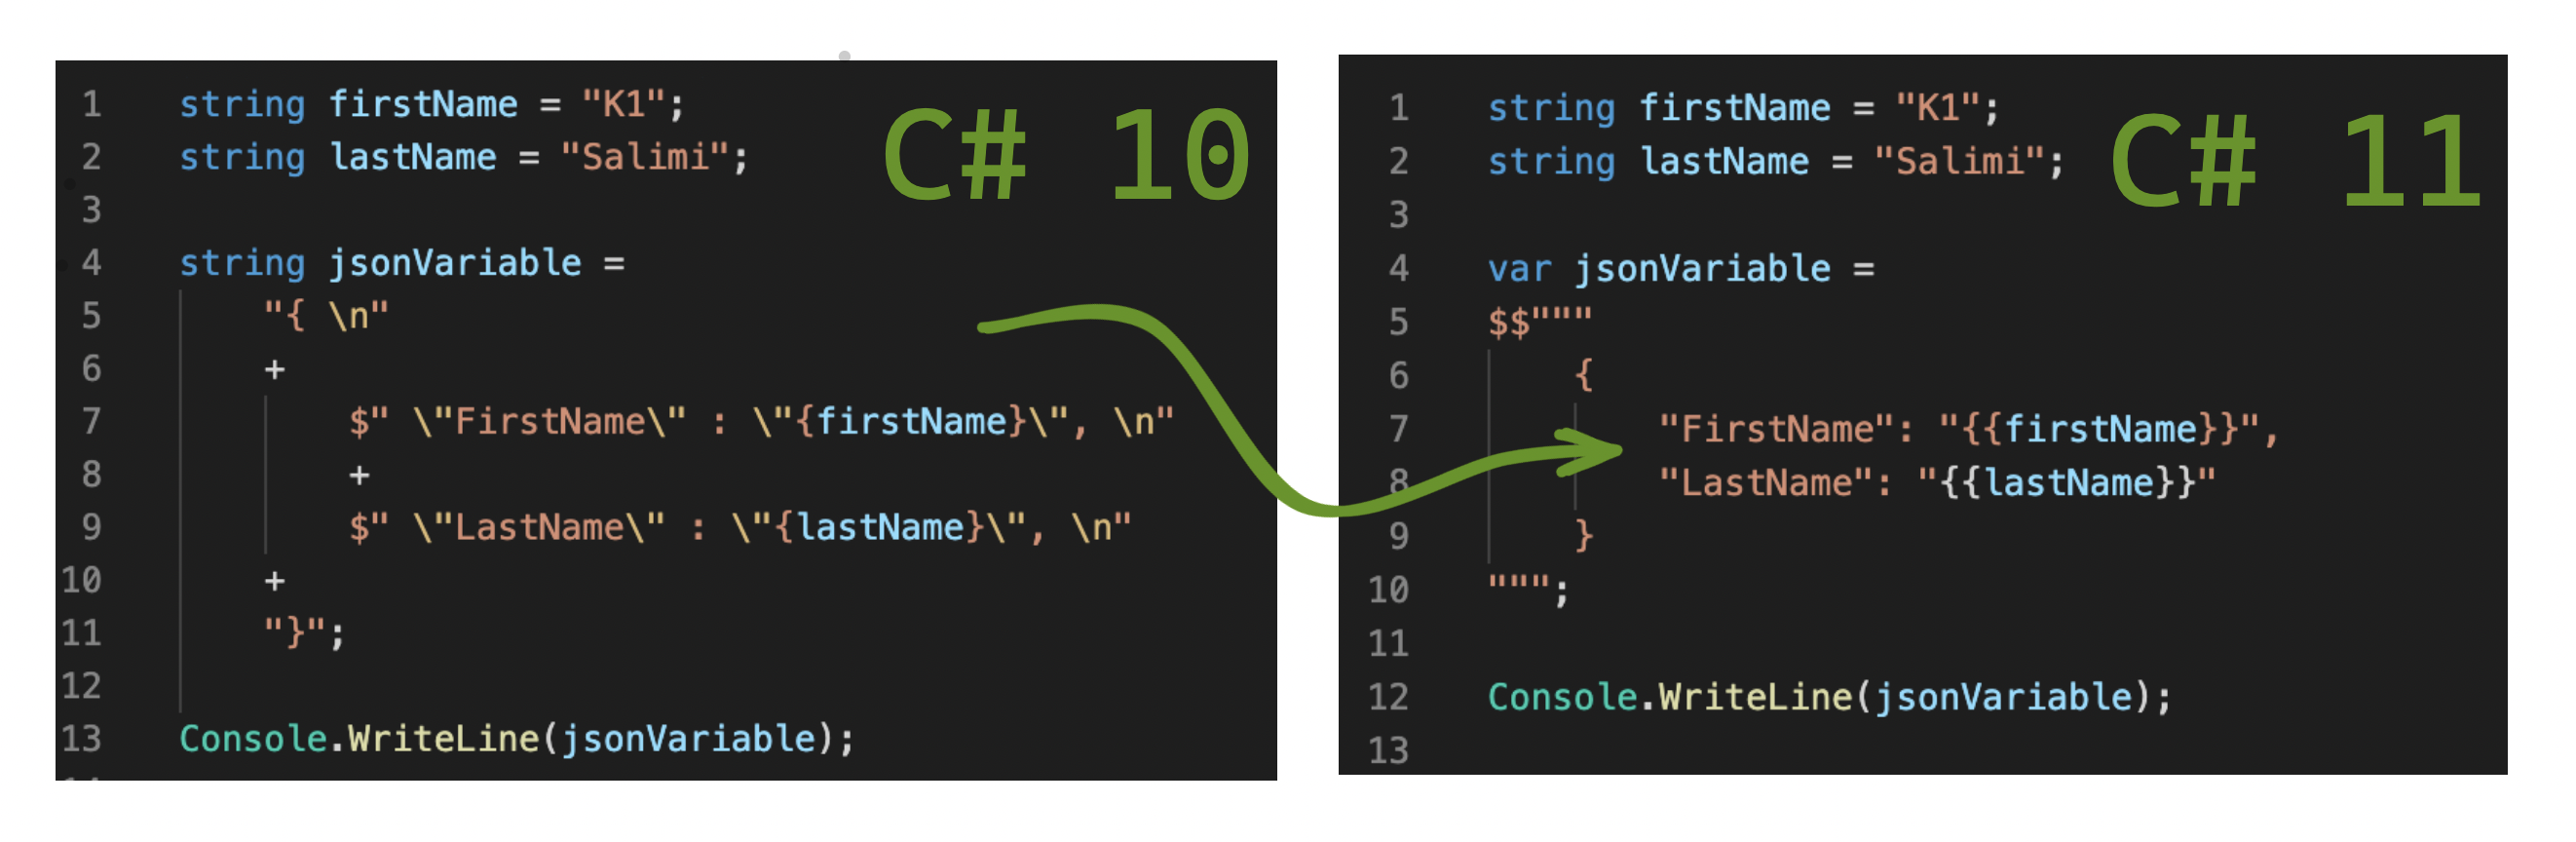 C# 10
1 string firstName = "K1";
2 string lastName = "Salimi";
3
4 string jsonVariable =
5 "{ \n"
6 +
7 $" \"FirstName\" : \"{firstName}\", \n"
8 +
9 $" \"LastName\" : \"{lastName}\", \n"
10 +
11 "}";
12
13 Console.WriteLine(jsonVariable);
C# 11
1 string firstName = "K1";
2 string lastName = "Salimi";
3
4 var jsonVariable =
5 $$"""
6 {
7 "FirstName": "{{firstName}}",
8 "LastName": "{{lastName}}"
9 }
10 """;
11
12 Console.WriteLine(jsonVariable);
13